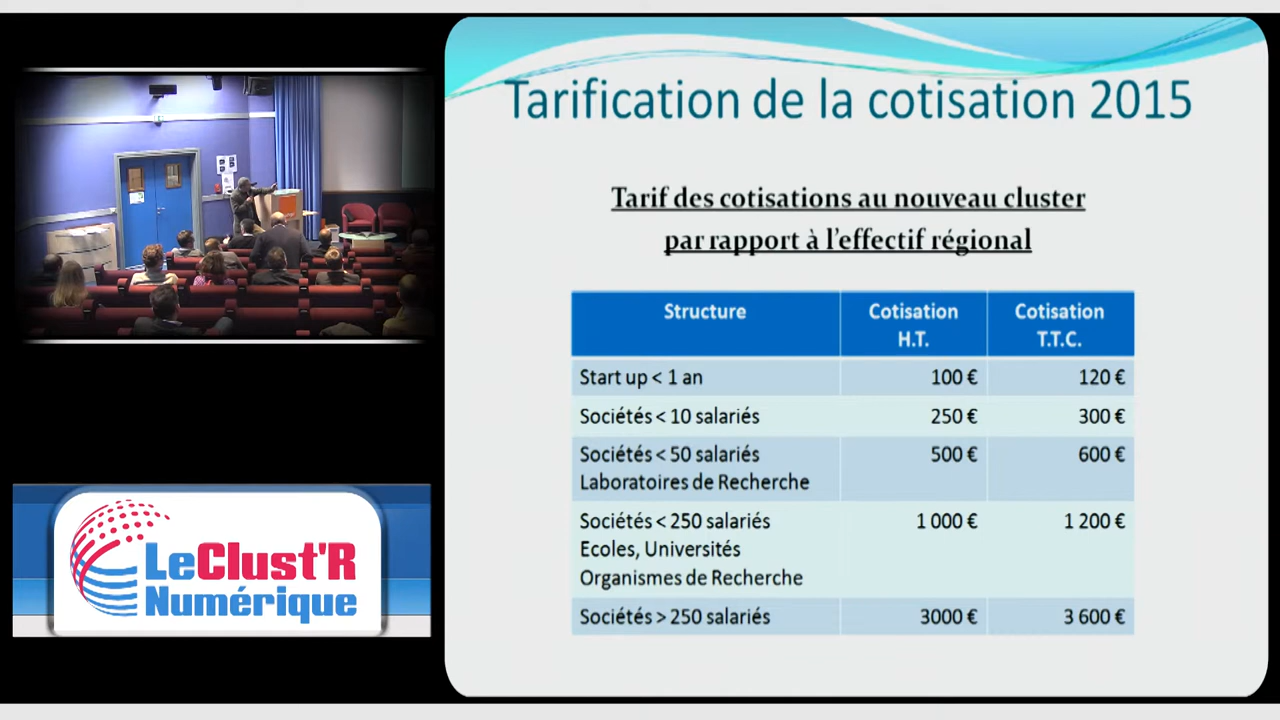 Tarification de la cotisation 2015
Tarif des cotisations au nouveau cluster
par rapport à l'effectif régional
Structure
Cotisation
H.T.
Cotisation
T.T.C.
Start up < 1 an
100 €
120 €
Sociétés < 10 salariés
250 €
300 €
Sociétés < 50 salariés
Laboratoires de Recherche
500 €
600 €
Sociétés < 250 salariés
Ecoles, Universités
Organismes de Recherche
1 000 €
1 200 €
Sociétés > 250 salariés
3000 €
3 600 €
LeClust'R
Numérique